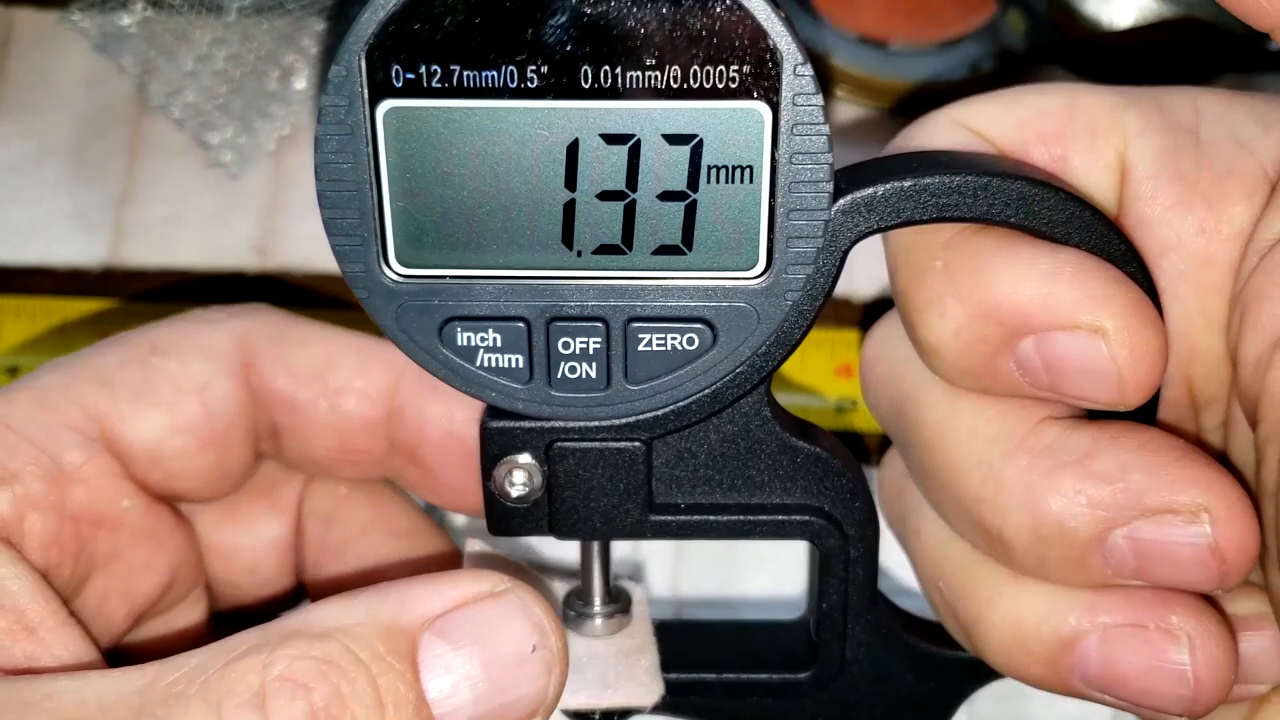 0-12.7mm/0.5" 0.01mm/0.0005"
1.33 mm
inch
/mm
OFF
/ON
ZERO